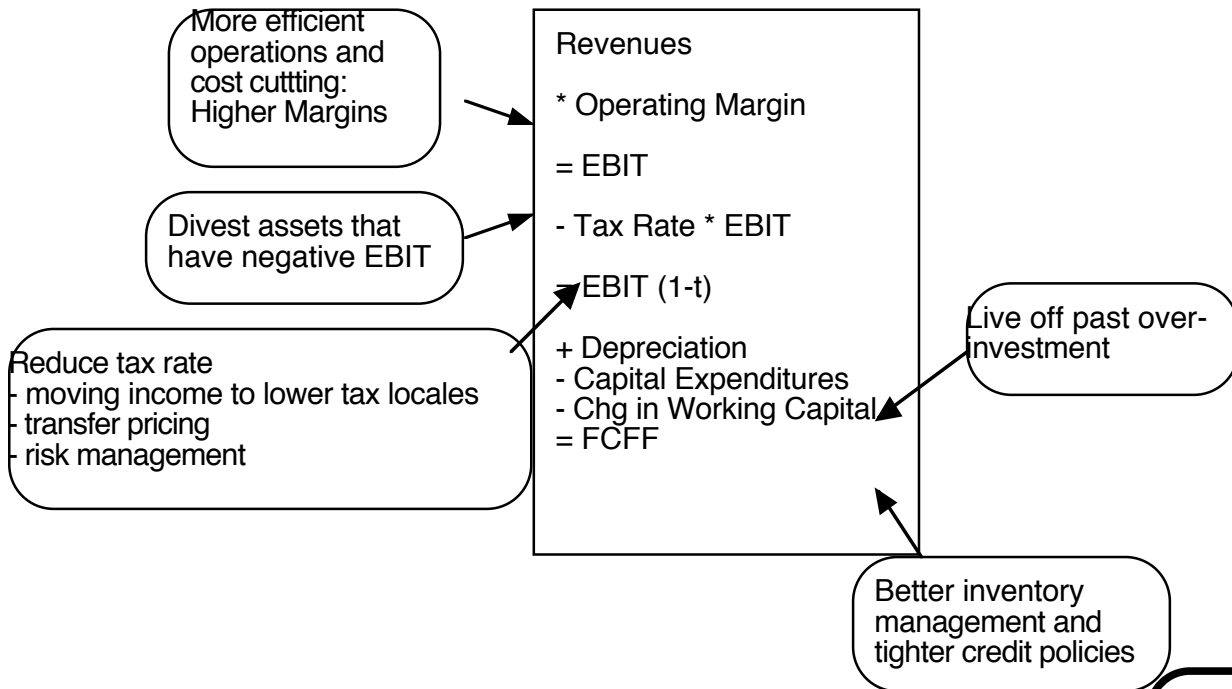 More efficient
operations and
cost cuttting:
Higher Margins
Divest assets that
have negative EBIT
Reduce tax rate
- moving income to lower tax locales
- transfer pricing
- risk management
Revenues
* Operating Margin
= EBIT
- Tax Rate * EBIT
= EBIT (1-t)
+ Depreciation
- Capital Expenditures
- Chg in Working Capital
= FCFF
Live off past over-
investment
Better inventory
management and
tighter credit policies